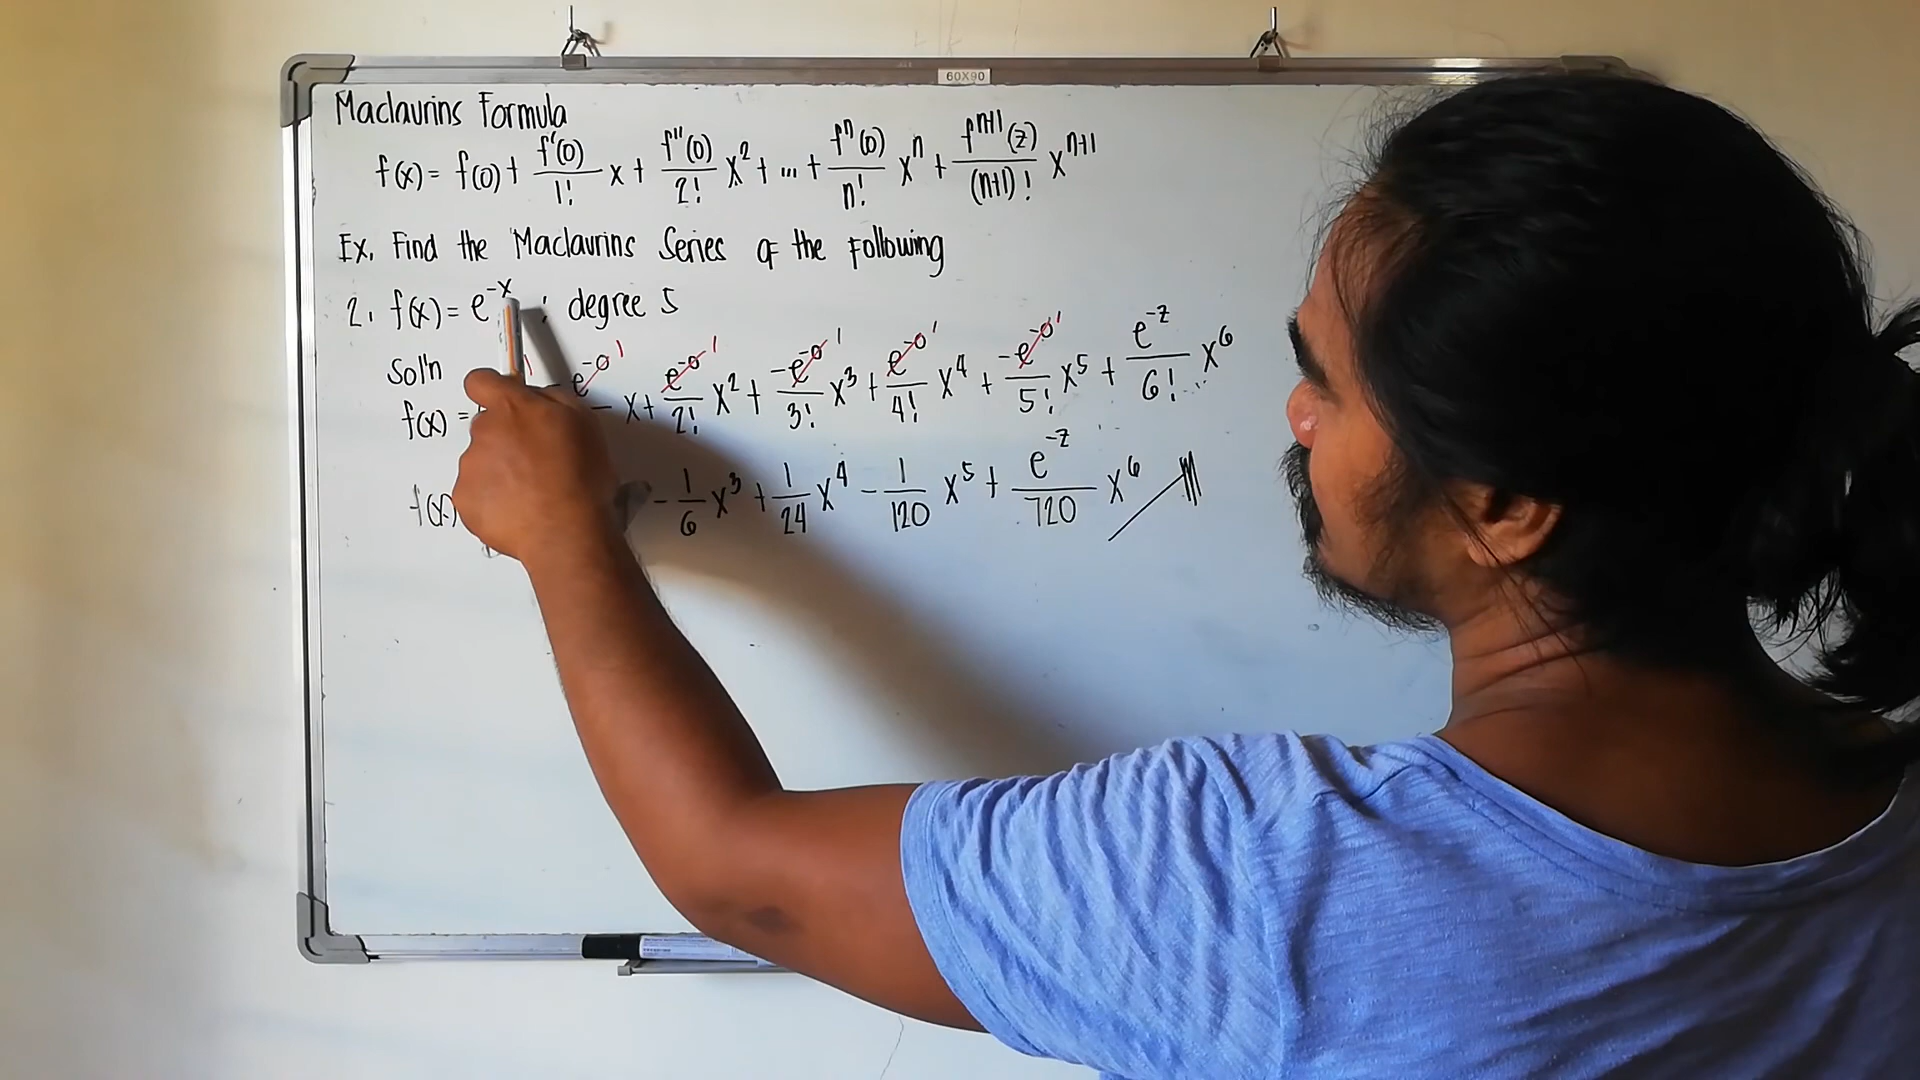 60X90
Maclaurins Formula
f(x) = f(0) + f'(0)/1! x + f''(0)/2! x^2 + ... + f^n(0)/n! x^n + f^{n+1}(z)/(n+1)! x^{n+1}
Ex. Find the Maclaurins Series of the Following
2. f(x) = e^{-x} ; degree 5
Sol'n
f(x) = - e^{-0} 1 x + e^{-0} 1/2! x^2 + -e^{-0} 1/3! x^3 + e^{-0} 1/4! x^4 + -e^{-0} 1/5! x^5 + e^{-z}/6! x^6
f(x) - 1/6 x^3 + 1/24 x^4 - 1/120 x^5 + e^{-z}/720 x^6